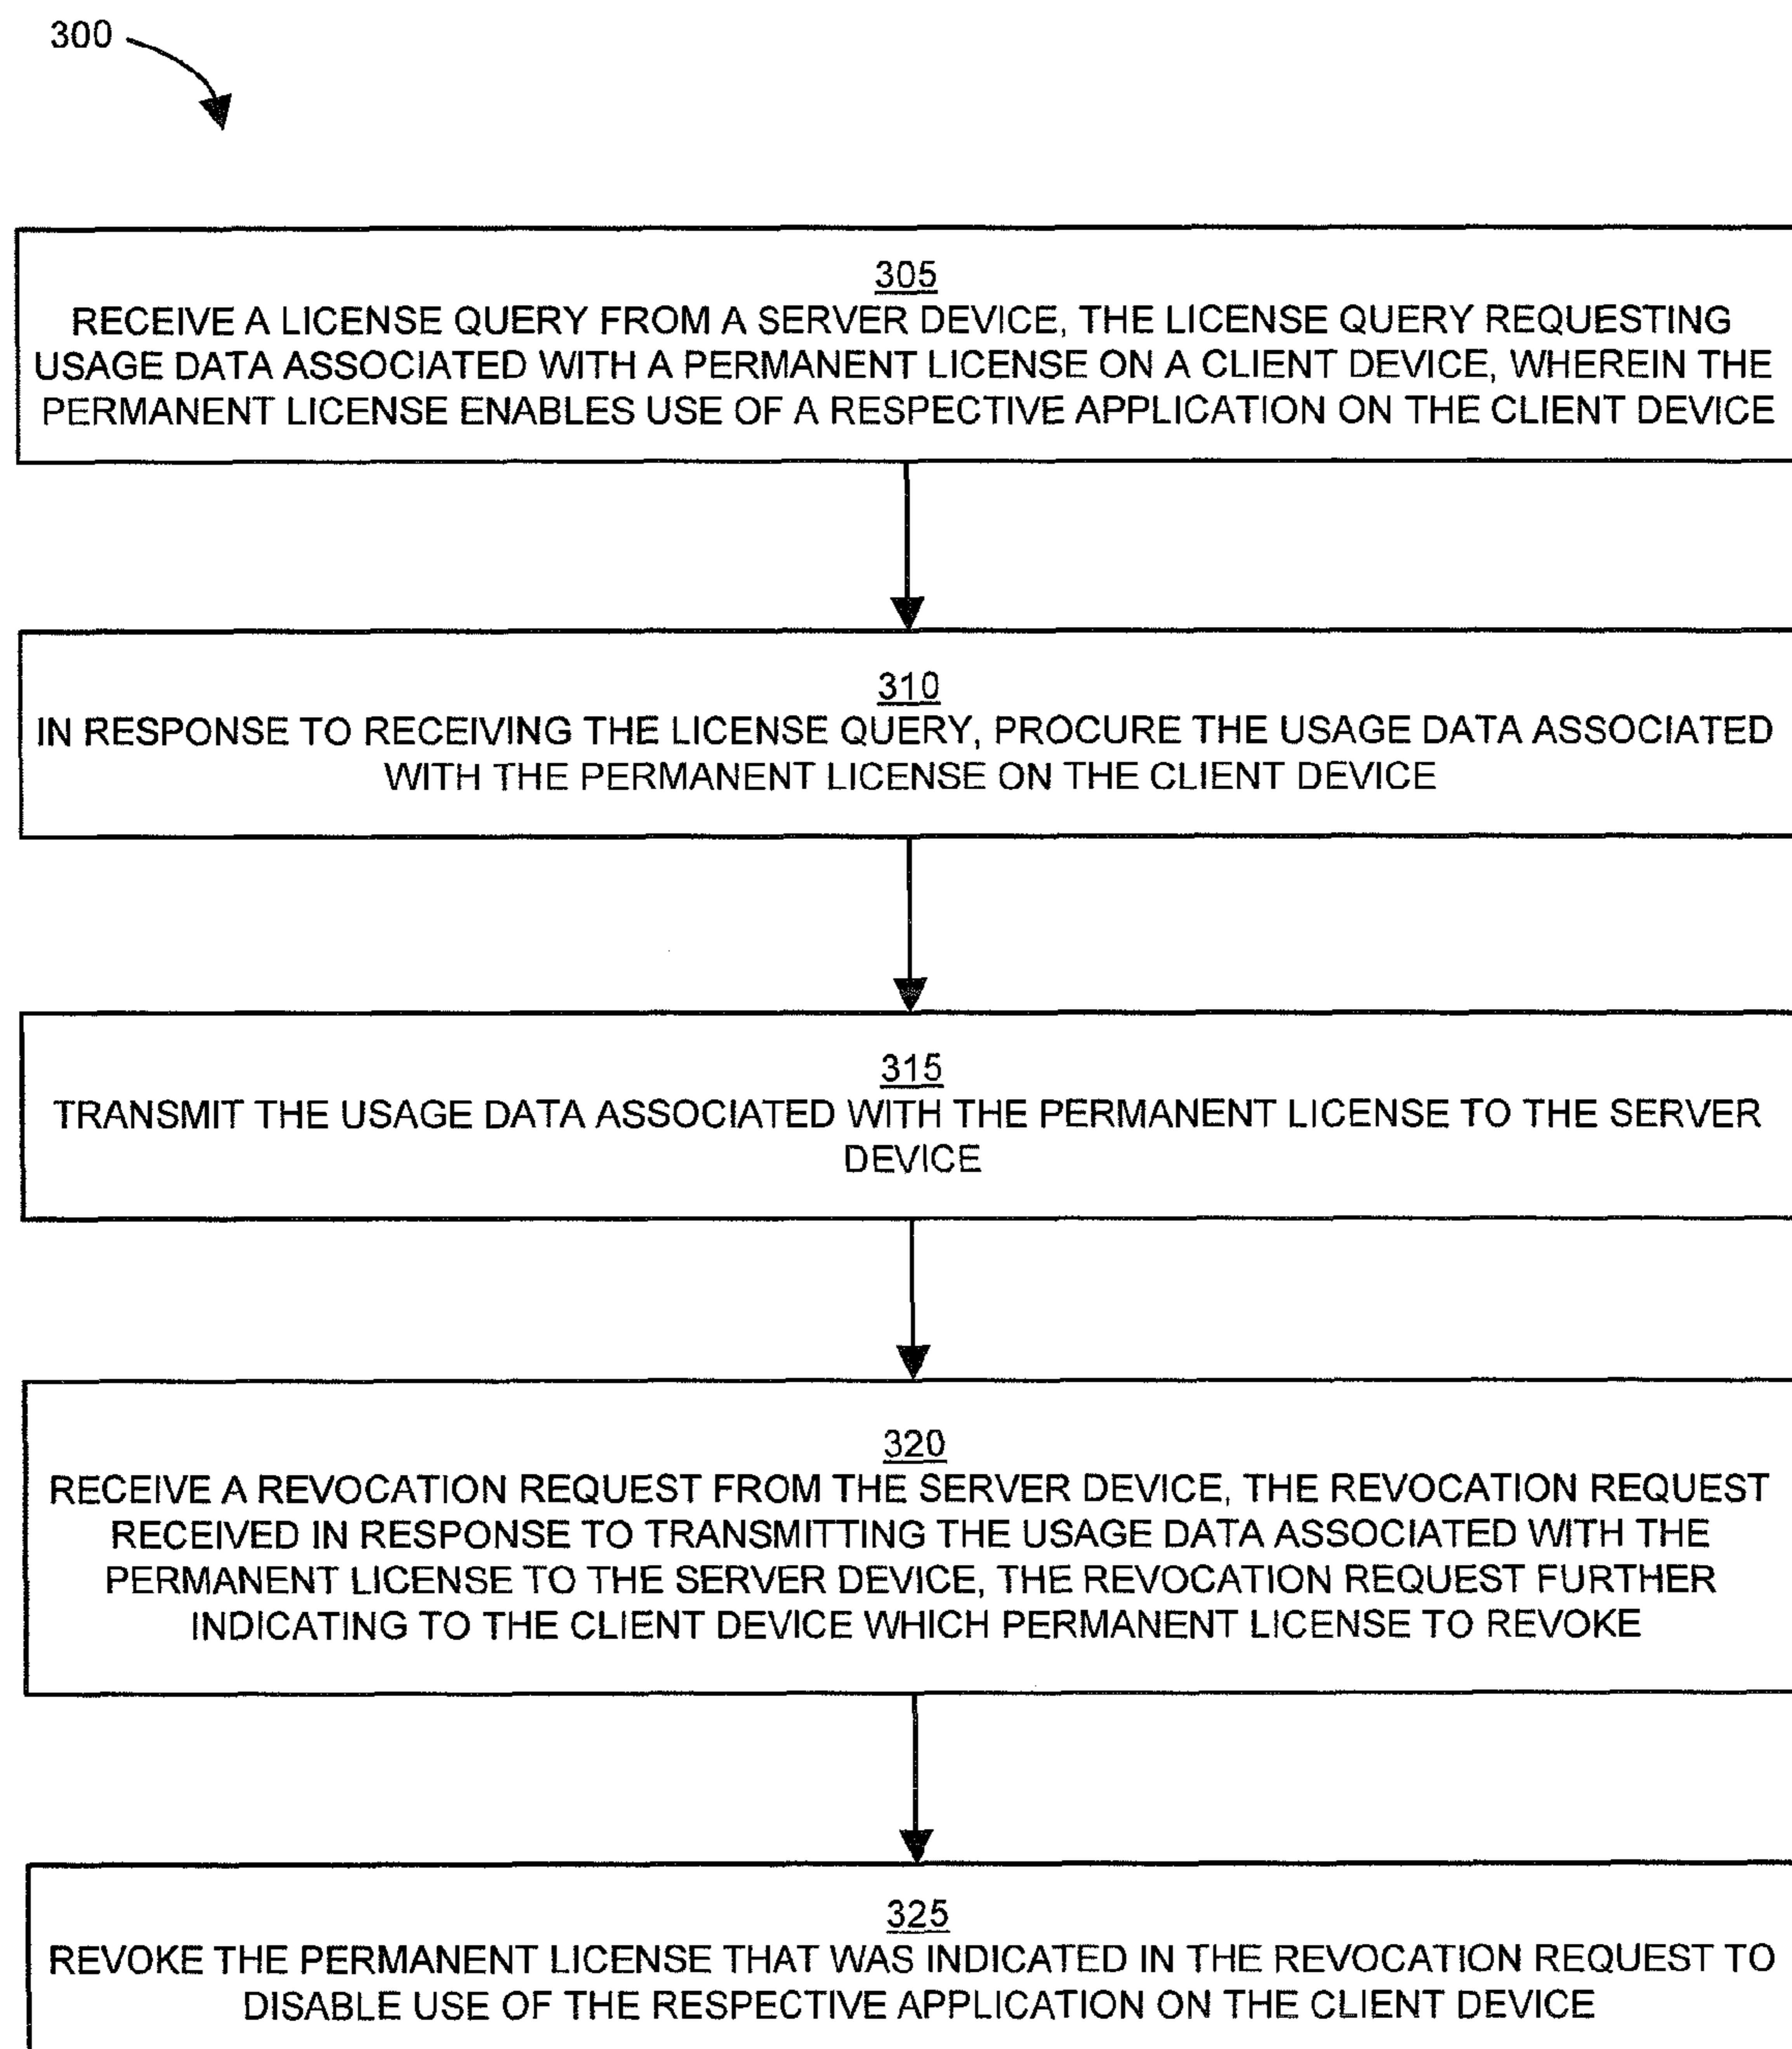 300
305
RECEIVE A LICENSE QUERY FROM A SERVER DEVICE, THE LICENSE QUERY REQUESTING
USAGE DATA ASSOCIATED WITH A PERMANENT LICENSE ON A CLIENT DEVICE, WHEREIN THE
PERMANENT LICENSE ENABLES USE OF A RESPECTIVE APPLICATION ON THE CLIENT DEVICE
310
IN RESPONSE TO RECEIVING THE LICENSE QUERY, PROCURE THE USAGE DATA ASSOCIATED
WITH THE PERMANENT LICENSE ON THE CLIENT DEVICE
315
TRANSMIT THE USAGE DATA ASSOCIATED WITH THE PERMANENT LICENSE TO THE SERVER
DEVICE
320
RECEIVE A REVOCATION REQUEST FROM THE SERVER DEVICE, THE REVOCATION REQUEST
RECEIVED IN RESPONSE TO TRANSMITTING THE USAGE DATA ASSOCIATED WITH THE
PERMANENT LICENSE TO THE SERVER DEVICE, THE REVOCATION REQUEST FURTHER
INDICATING TO THE CLIENT DEVICE WHICH PERMANENT LICENSE TO REVOKE
325
REVOKE THE PERMANENT LICENSE THAT WAS INDICATED IN THE REVOCATION REQUEST TO
DISABLE USE OF THE RESPECTIVE APPLICATION ON THE CLIENT DEVICE